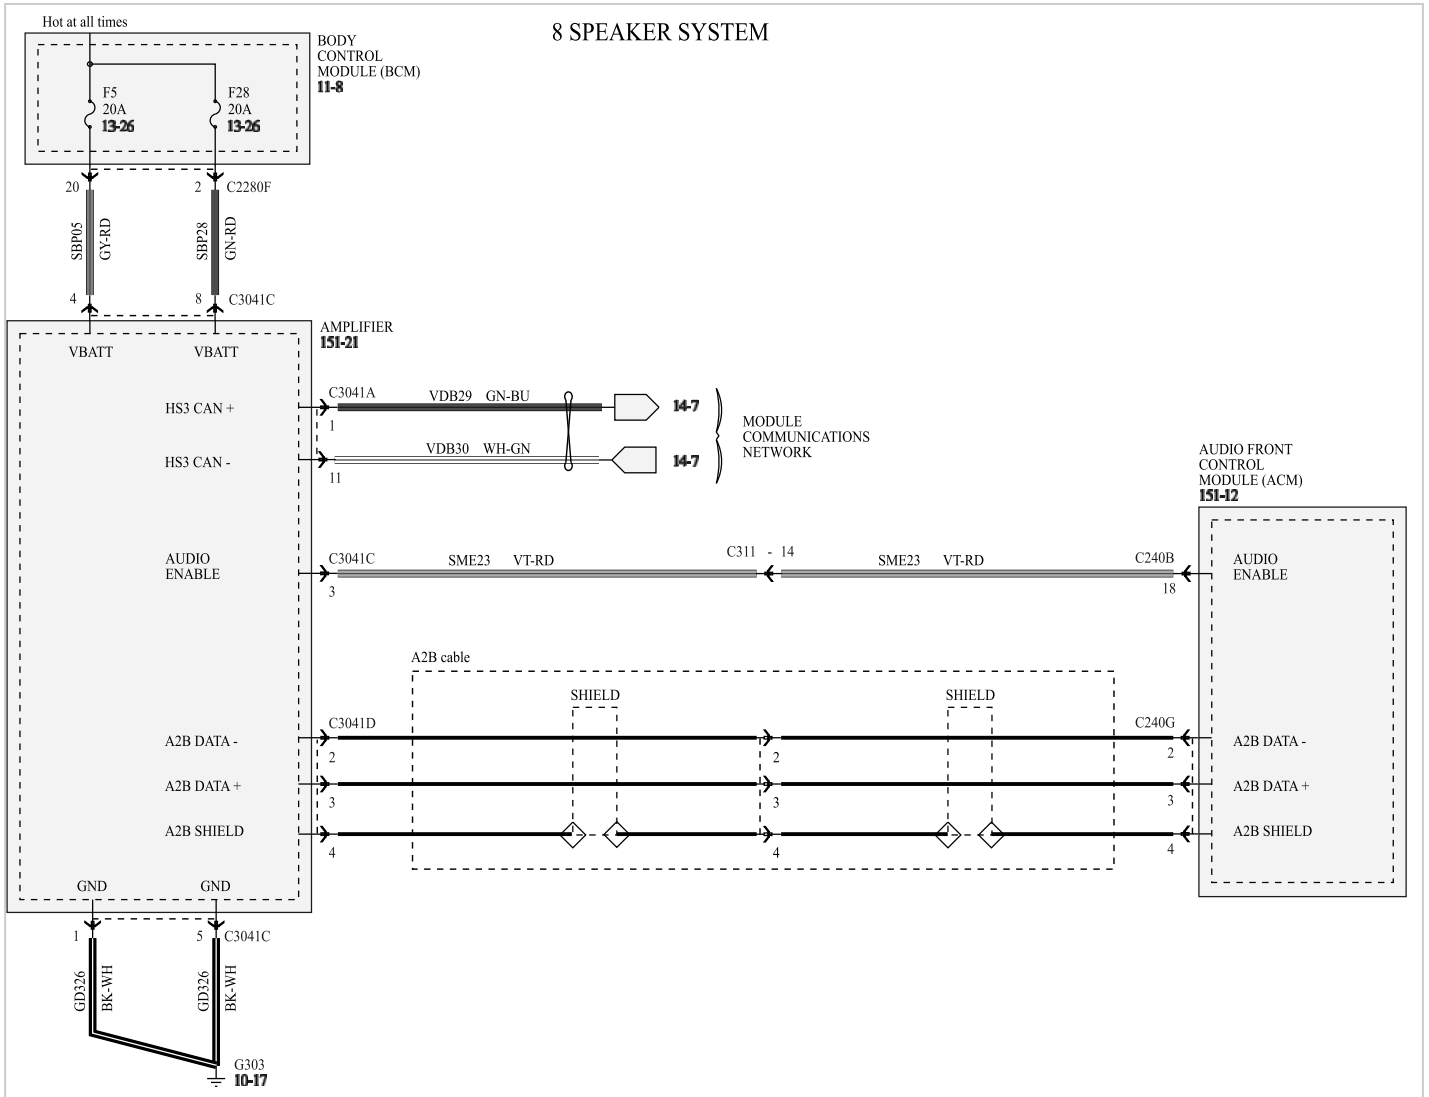 Hot at all times
8 SPEAKER SYSTEM
BODY
CONTROL
MODULE (BCM)
11-8
F5
20A
13-26
F28
20A
13-26
20
2
C2280F
SBP05
GY-RD
SBP28
GN-RD
4
8
C3041C
AMPLIFIER
151-21
VBATT
VBATT
HS3 CAN +
C3041A
1
VDB29 GN-BU
14-7
HS3 CAN -
11
VDB30 WH-GN
14-7
MODULE
COMMUNICATIONS
NETWORK
AUDIO FRONT
CONTROL
MODULE (ACM)
151-12
AUDIO
ENABLE
C3041C
3
SME23 VT-RD
C311 - 14
SME23 VT-RD
C240B
18
AUDIO
ENABLE
A2B cable
SHIELD
SHIELD
A2B DATA -
C3041D
2
2
C240G
2
A2B DATA -
A2B DATA +
3
3
3
A2B DATA +
A2B SHIELD
4
4
4
A2B SHIELD
GND
GND
1
5
C3041C
GD326
BK-WH
GD326
BK-WH
G303
10-17